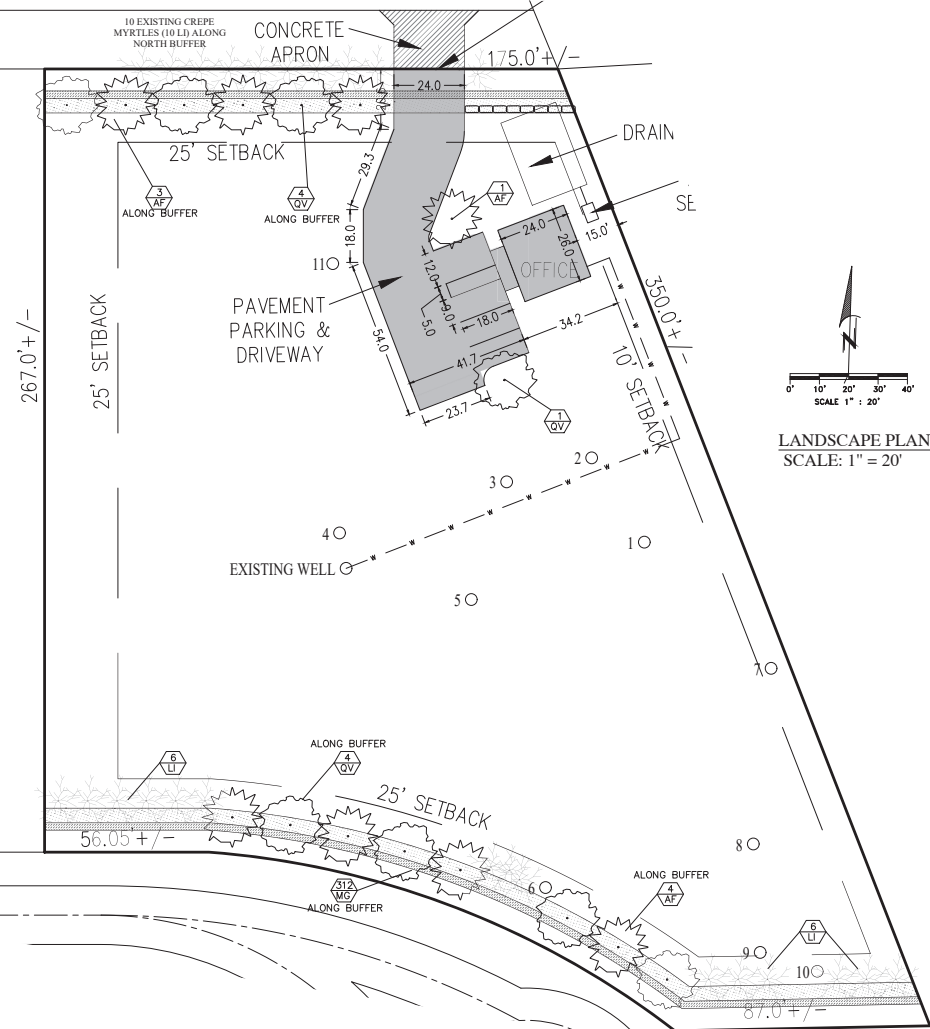 10 EXISTING CREPE
MYRTLES (10 LI) ALONG
NORTH BUFFER
CONCRETE
APRON
175.0'+/-
24.0
DRAIN
25' SETBACK
29.3
3
AF
ALONG BUFFER
4
QV
ALONG BUFFER
1
AF
SE
18.0
24.0
26.0
15.0'
11
OFFICE
12.0
9.0
5.0
18.0
34.2
350.0'+/-
PAVEMENT
PARKING &
DRIVEWAY
54.0
41.7
23.7
10' SETBACK
1
QV
267.0'+/-
25' SETBACK
N
0' 10' 20' 30' 40'
SCALE 1" : 20'
LANDSCAPE PLAN
SCALE: 1" = 20'
W W W W
2
3
4
W W W W W W W
EXISTING WELL
1
5
7
ALONG BUFFER
4
QV
6
LI
25' SETBACK
56.05'+/-
8
312
MG
ALONG BUFFER
6
ALONG BUFFER
4
AF
6
LI
9
10
87.0'+/-